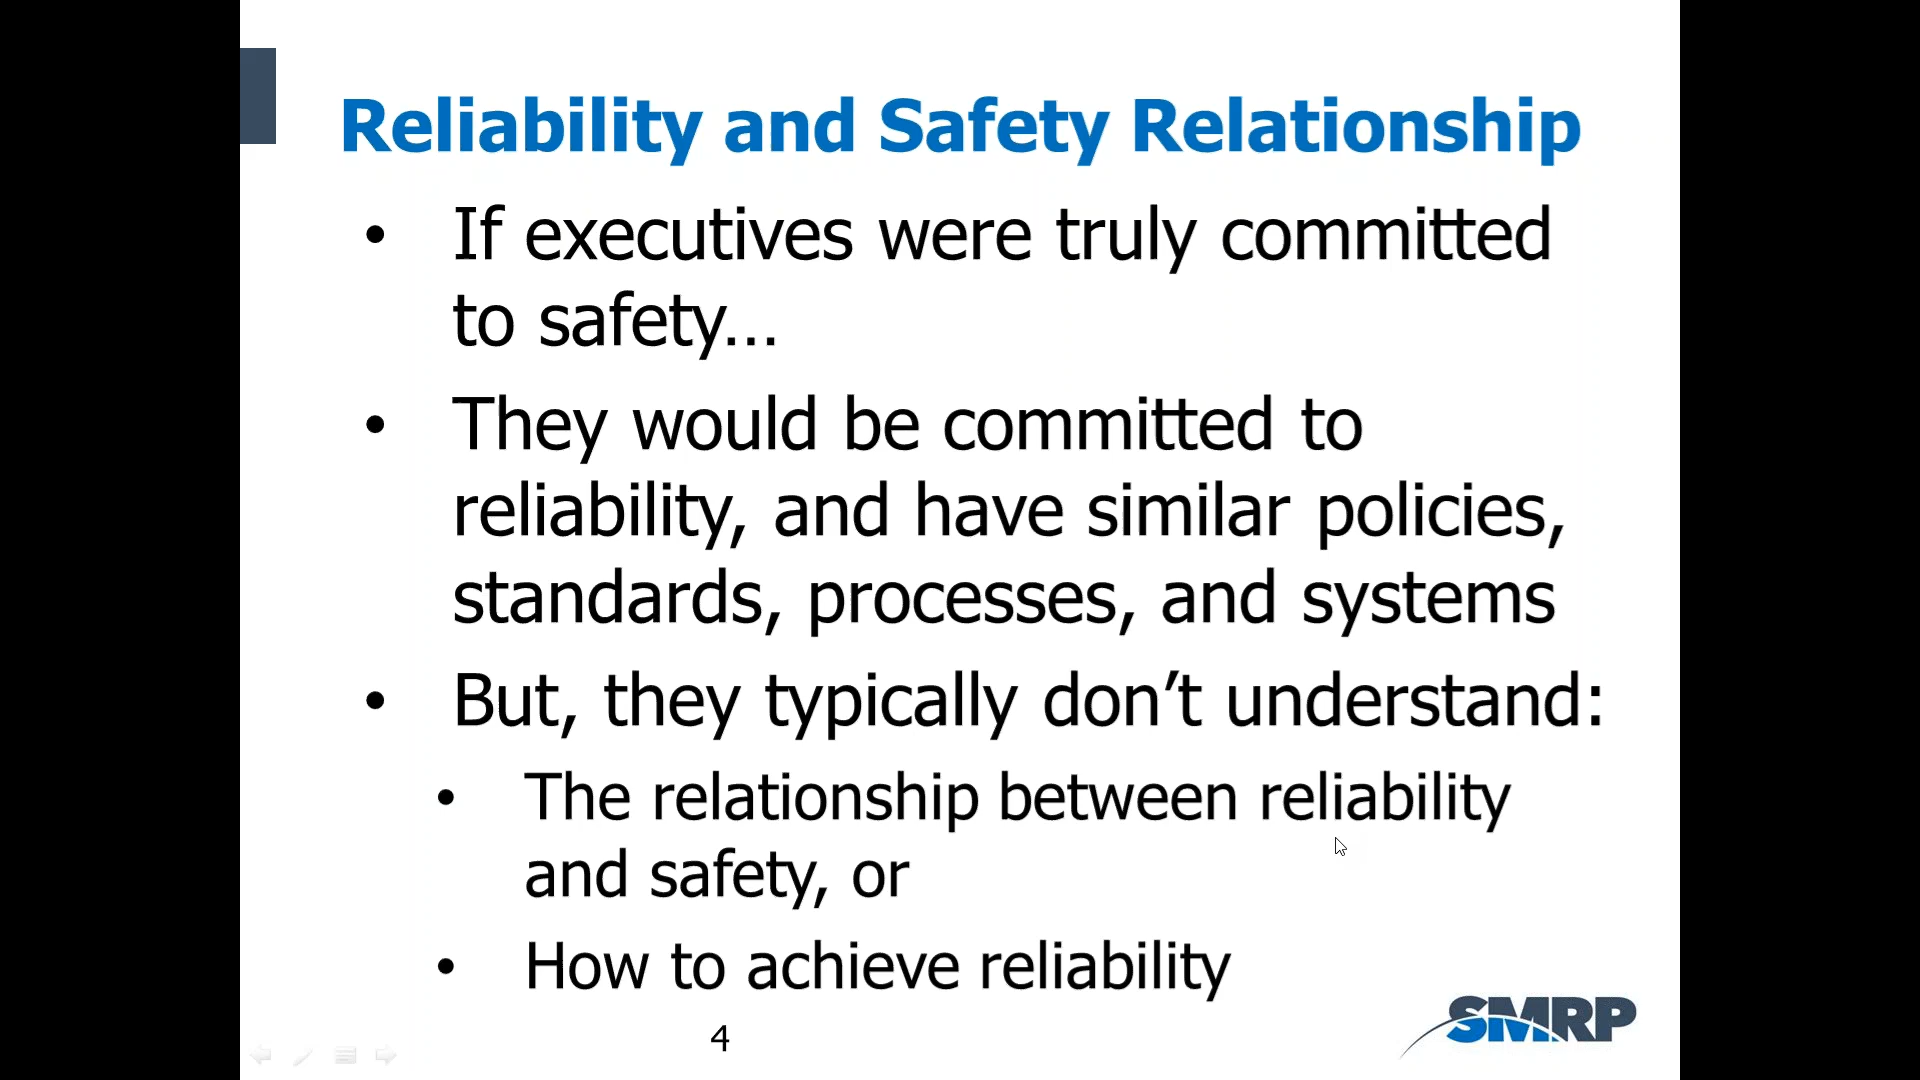 Reliability and Safety Relationship
• If executives were truly committed
to safety…
• They would be committed to
reliability, and have similar policies,
standards, processes, and systems
• But, they typically don’t understand:
• The relationship between reliability
and safety, or
• How to achieve reliability
4
SMRP